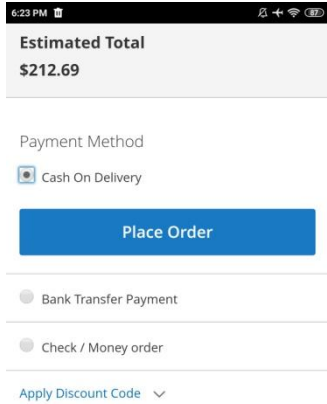 6:23 PM 87
Estimated Total
$212.69
Payment Method
Cash On Delivery
Place Order
Bank Transfer Payment
Check / Money order
Apply Discount Code